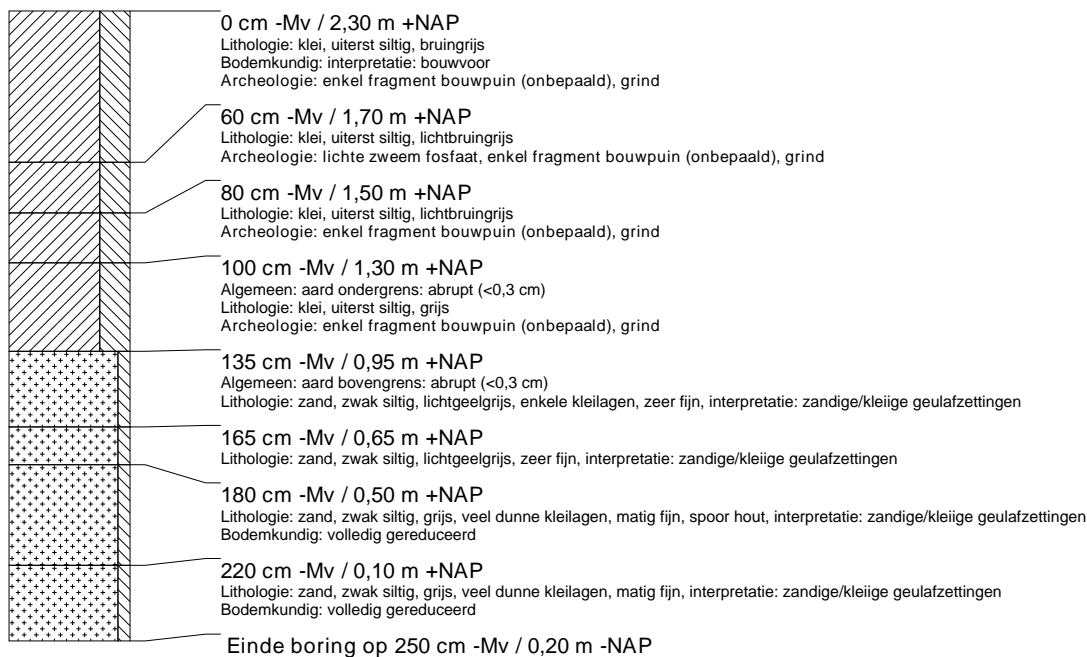 0 cm -Mv / 2,30 m +NAP
Lithologie: klei, uiterst siltig, bruingrijs
Bodemkundig: interpretatie: bouwvoor
Archeologie: enkel fragment bouwpuin (onbepaald), grind
60 cm -Mv / 1,70 m +NAP
Lithologie: klei, uiterst siltig, lichtbruingrijs
Archeologie: lichte zweem fosfaat, enkel fragment bouwpuin (onbepaald), grind
80 cm -Mv / 1,50 m +NAP
Lithologie: klei, uiterst siltig, lichtbruingrijs
Archeologie: enkel fragment bouwpuin (onbepaald), grind
100 cm -Mv / 1,30 m +NAP
Algemeen: aard ondergrens: abrupt (<0,3 cm)
Lithologie: klei, uiterst siltig, grijs
Archeologie: enkel fragment bouwpuin (onbepaald), grind
135 cm -Mv / 0,95 m +NAP
Algemeen: aard bovengrens: abrupt (<0,3 cm)
Lithologie: zand, zwak siltig, lichtgeelgrijs, enkele kleilagen, zeer fijn, interpretatie: zandige/kleiige geulafzettingen
165 cm -Mv / 0,65 m +NAP
Lithologie: zand, zwak siltig, lichtgeelgrijs, zeer fijn, interpretatie: zandige/kleiige geulafzettingen
180 cm -Mv / 0,50 m +NAP
Lithologie: zand, zwak siltig, grijs, veel dunne kleilagen, matig fijn, spoor hout, interpretatie: zandige/kleiige geulafzettingen
Bodemkundig: volledig gereduceerd
220 cm -Mv / 0,10 m +NAP
Lithologie: zand, zwak siltig, grijs, veel dunne kleilagen, matig fijn, interpretatie: zandige/kleiige geulafzettingen
Bodemkundig: volledig gereduceerd
Einde boring op 250 cm -Mv / 0,20 m -NAP